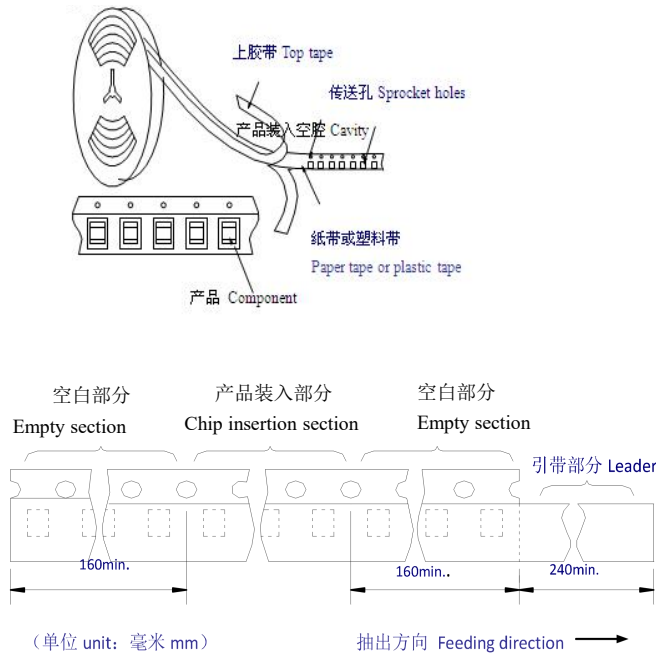 上胶带 Top tape
传送孔 Sprocket holes
产品装入空腔 Cavity
纸带或塑料带
Paper tape or plastic tape
产品 Component
空白部分
Empty section
产品装入部分
Chip insertion section
空白部分
Empty section
引带部分 Leader
160min.
160min..
240min.
（单位 unit：毫米 mm）
抽出方向 Feeding direction